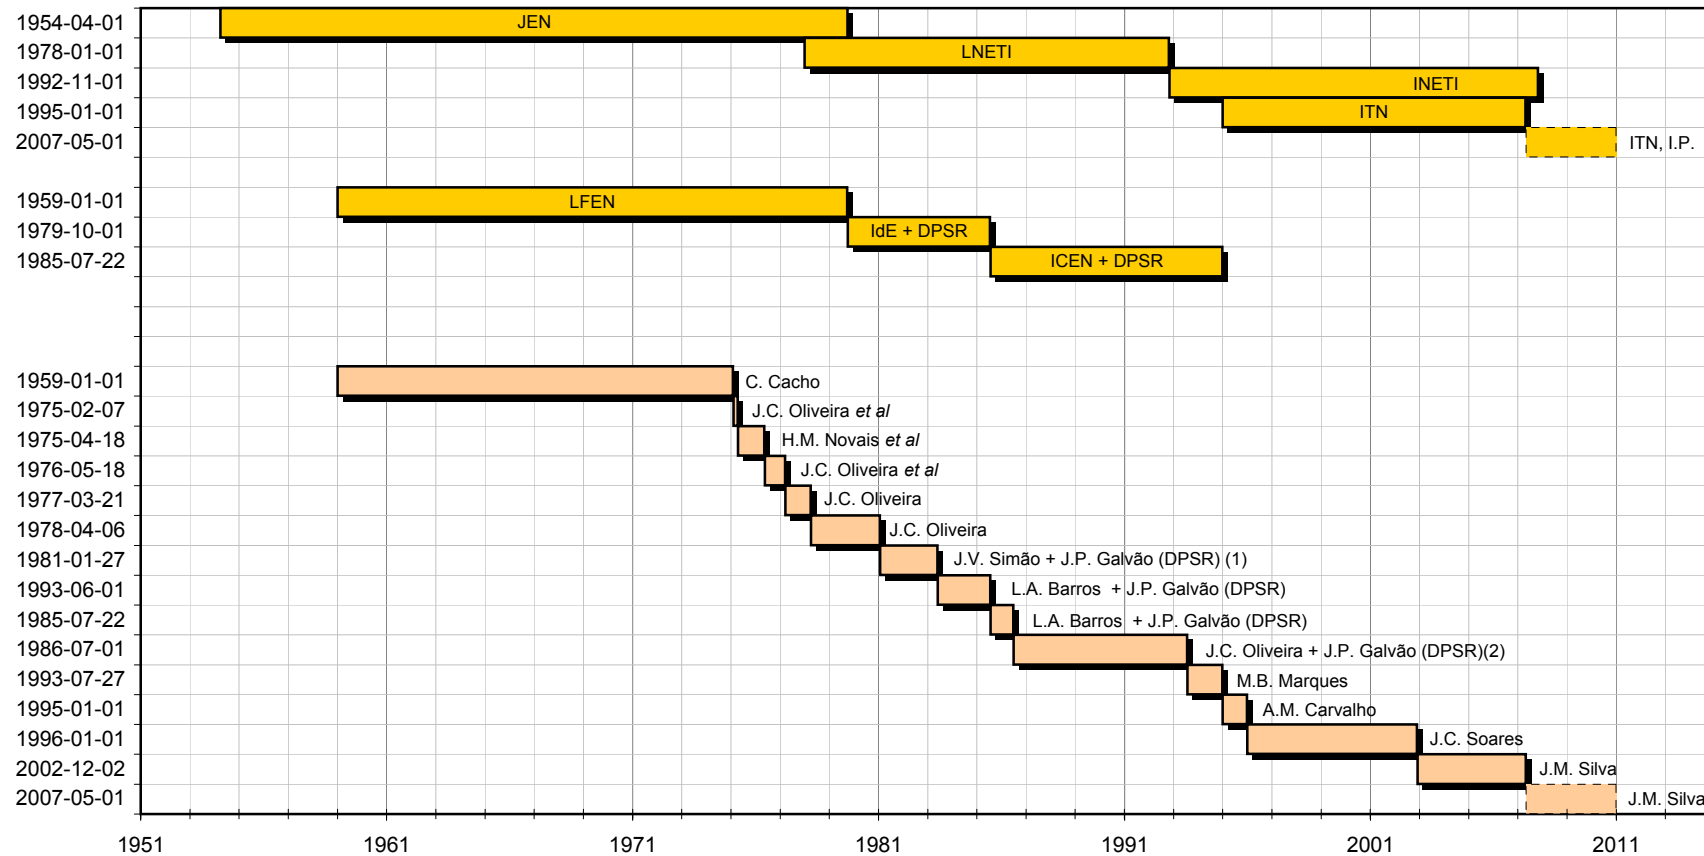 1954-04-01 JEN
1978-01-01 LNETI
1992-11-01 INETI
1995-01-01 ITN
2007-05-01 ITN, I.P.
1959-01-01 LFEN
1979-10-01 IdE + DPSR
1985-07-22 ICEN + DPSR
1959-01-01 C. Cacho
1975-02-07 J.C. Oliveira et al
1975-04-18 H.M. Novais et al
1976-05-18 J.C. Oliveira et al
1977-03-21 J.C. Oliveira
1978-04-06 J.C. Oliveira
1981-01-27 J.V. Simão + J.P. Galvão (DPSR) (1)
1993-06-01 L.A. Barros + J.P. Galvão (DPSR)
1985-07-22 L.A. Barros + J.P. Galvão (DPSR)
1986-07-01 J.C. Oliveira + J.P. Galvão (DPSR)(2)
1993-07-27 M.B. Marques
1995-01-01 A.M. Carvalho
1996-01-01 J.C. Soares
2002-12-02 J.M. Silva
2007-05-01 J.M. Silva
1951 1961 1971 1981 1991 2001 2011